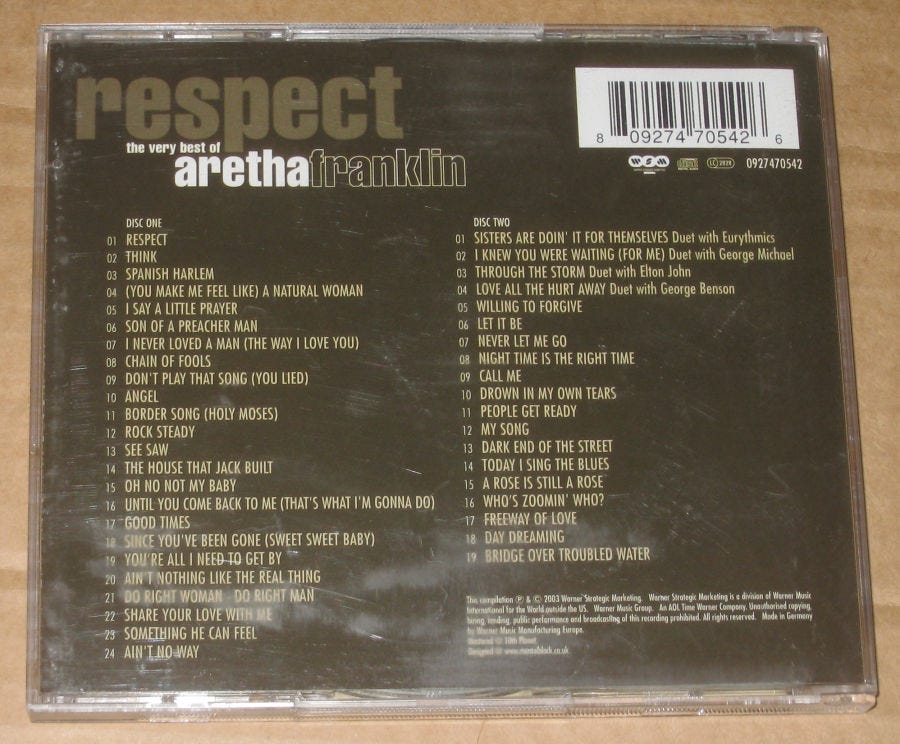 respect
the very best of
arethafranklin
8 09274 70542 6
WSM
LC 2828
0927470542
DISC ONE
01 RESPECT
02 THINK
03 SPANISH HARLEM
04 (YOU MAKE ME FEEL LIKE) A NATURAL WOMAN
05 I SAY A LITTLE PRAYER
06 SON OF A PREACHER MAN
07 I NEVER LOVED A MAN (THE WAY I LOVE YOU)
08 CHAIN OF FOOLS
09 DON'T PLAY THAT SONG (YOU LIED)
10 ANGEL
11 BORDER SONG (HOLY MOSES)
12 ROCK STEADY
13 SEE SAW
14 THE HOUSE THAT JACK BUILT
15 OH NO NOT MY BABY
16 UNTIL YOU COME BACK TO ME (THAT'S WHAT I'M GONNA DO)
17 GOOD TIMES
18 SINCE YOU'VE BEEN GONE (SWEET SWEET BABY)
19 YOU'RE ALL I NEED TO GET BY
20 AIN'T NOTHING LIKE THE REAL THING
21 DO RIGHT WOMAN - DO RIGHT MAN
22 SHARE YOUR LOVE WITH ME
23 SOMETHING HE CAN FEEL
24 AIN'T NO WAY
DISC TWO
01 SISTERS ARE DOIN' IT FOR THEMSELVES Duet with Eurythmics
02 I KNEW YOU WERE WAITING (FOR ME) Duet with George Michael
03 THROUGH THE STORM Duet with Elton John
04 LOVE ALL THE HURT AWAY Duet with George Benson
05 WILLING TO FORGIVE
06 LET IT BE
07 NEVER LET ME GO
08 NIGHT TIME IS THE RIGHT TIME
09 CALL ME
10 DROWN IN MY OWN TEARS
11 PEOPLE GET READY
12 MY SONG
13 DARK END OF THE STREET
14 TODAY I SING THE BLUES
15 A ROSE IS STILL A ROSE
16 WHO'S ZOOMIN' WHO?
17 FREEWAY OF LOVE
18 DAY DREAMING
19 BRIDGE OVER TROUBLED WATER
This compilation ℗ & © 2003 Warner Strategic Marketing. Warner Strategic Marketing is a division of Warner Music
International for the World outside the US. Warner Music Group. An AOL Time Warner Company. Unauthorised copying,
hiring, lending, public performance and broadcasting of this recording prohibited. All rights reserved. Made in Germany
by Warner Music Manufacturing Europe.
Mastered @ 10th Planet
Designed @ www.mentalblock.co.uk